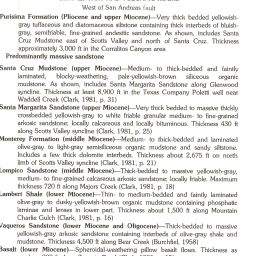 West of San Andreas fault
Purisima Formation (Pliocene and upper Miocene)—Very thick bedded yellowish-
gray tuffaceous and diatomaceous siltstone containing thick interbeds of bluish-
gray, semifriable, fine-grained andesitic sandstone. As shown, includes Santa
Cruz Mudstone east of Scotts Valley and north of Santa Cruz. Thickness
approximately 3,000 ft in the Corralitos Canyon area
Predominantly massive sandstone
Santa Cruz Mudstone (upper Miocene)—Medium- to thick-bedded and faintly
laminated, blocky-weathering, pale-yellowish-brown siliceous organic
mudstone. As shown, includes Santa Margarita Sandstone along Glenwood
syncline. Thickness at least 8,900 ft in the Texas Company Poletti well near
Waddell Creek (Clark, 1981, p. 31)
Santa Margarita Sandstone (upper Miocene)—Very thick bedded to massive thickly
crossbedded yellowish-gray to white friable granular medium- to fine-grained
arkosic sandstone; locally calcareous and locally bituminous. Thickness 430 ft
along Scotts Valley syncline (Clark, 1981, p. 25)
Monterey Formation (middle Miocene)—Medium- to thick-bedded and laminated
olive-gray to light-gray semisiliceous organic mudstone and sandy siltstone.
Includes a few thick dolomite interbeds. Thickness about 2,675 ft on north
limb of Scotts Valley syncline (Clark, 1981, p. 21)
Lompico Sandstone (middle Miocene)—Thick-bedded to massive yellowish-gray,
medium- to fine-grained calcareous arkosic sandstone; locally friable. Maximum
thickness 720 ft along Majors Creek (Clark, 1981, p. 18)
Lambert Shale (lower Miocene)—Thin- to medium-bedded and faintly laminated
olive-gray to dusky-yellowish-brown organic mudstone containing phosphatic
laminae and lenses in lower part. Thickness about 1,500 ft along Mountain
Charlie Gulch (Clark, 1981, p. 16)
Vaqueros Sandstone (lower Miocene and Oligocene)—Thick-bedded to massive
yellowish-gray arkosic sandstone containing interbeds of olive-gray shale and
mudstone. Thickness 4,500 ft along Bear Creek (Burchfiel, 1958)
Basalt (lower Miocene)—Spheroidal-weathering pillow basalt flows. Thickness as